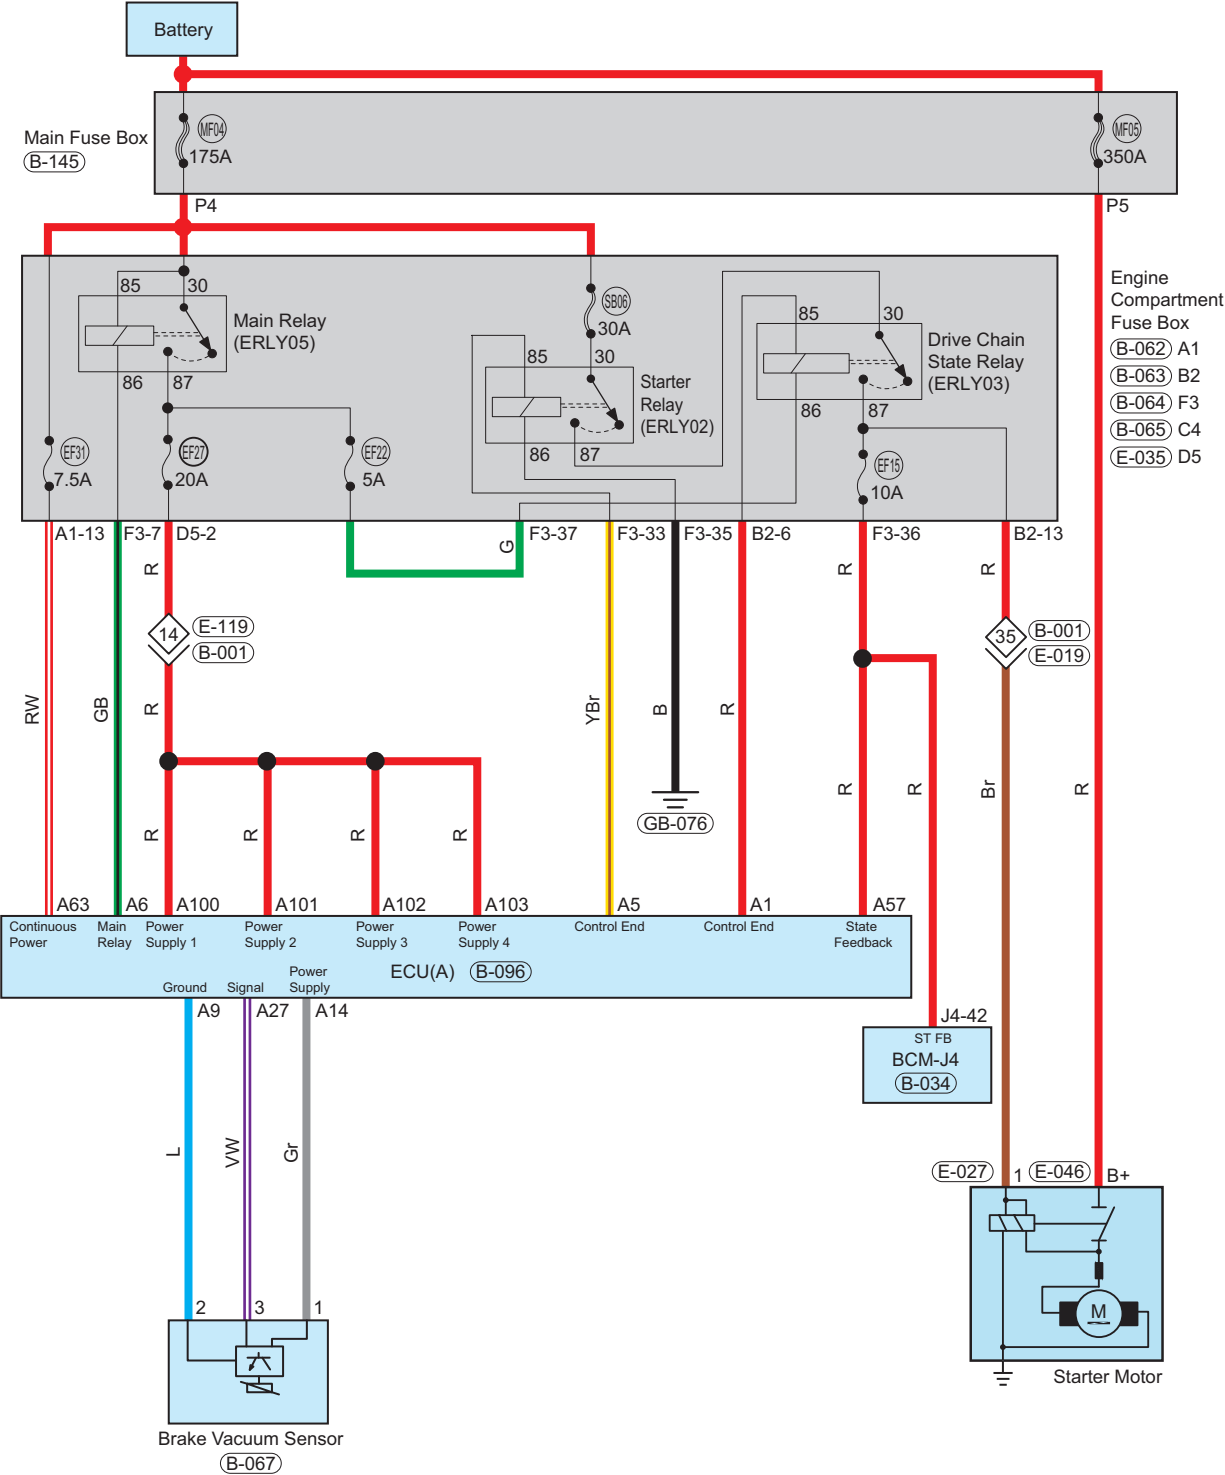 Battery
Main Fuse Box
B-145
MF04
175A
MF05
350A
P4
P5
85
30
Main Relay
(ERLY05)
86
87
SB06
30A
85
30
Starter
Relay
(ERLY02)
86
87
85
30
Drive Chain
State Relay
(ERLY03)
86
87
Engine
Compartment
Fuse Box
B-062 A1
B-063 B2
B-064 F3
B-065 C4
E-035 D5
EF31
7.5A
EF27
20A
EF22
5A
EF15
10A
A1-13
F3-7
D5-2
F3-37
F3-33
F3-35
B2-6
F3-36
B2-13
R
G
R
R
14
E-119
B-001
35
B-001
E-019
RW
GB
R
YBr
B
R
R
R
Br
R
GB-076
R
R
R
R
A63
A6
A100
A101
A102
A103
A5
A1
A57
Continuous
Power
Main
Relay
Power
Supply 1
Power
Supply 2
Power
Supply 3
Power
Supply 4
Control End
Control End
State
Feedback
ECU(A) B-096
Ground
Signal
Power
Supply
A9
A27
A14
J4-42
ST FB
BCM-J4
B-034
L
VW
Gr
E-027
1
E-046
B+
M
Starter Motor
2
3
1
Brake Vacuum Sensor
B-067